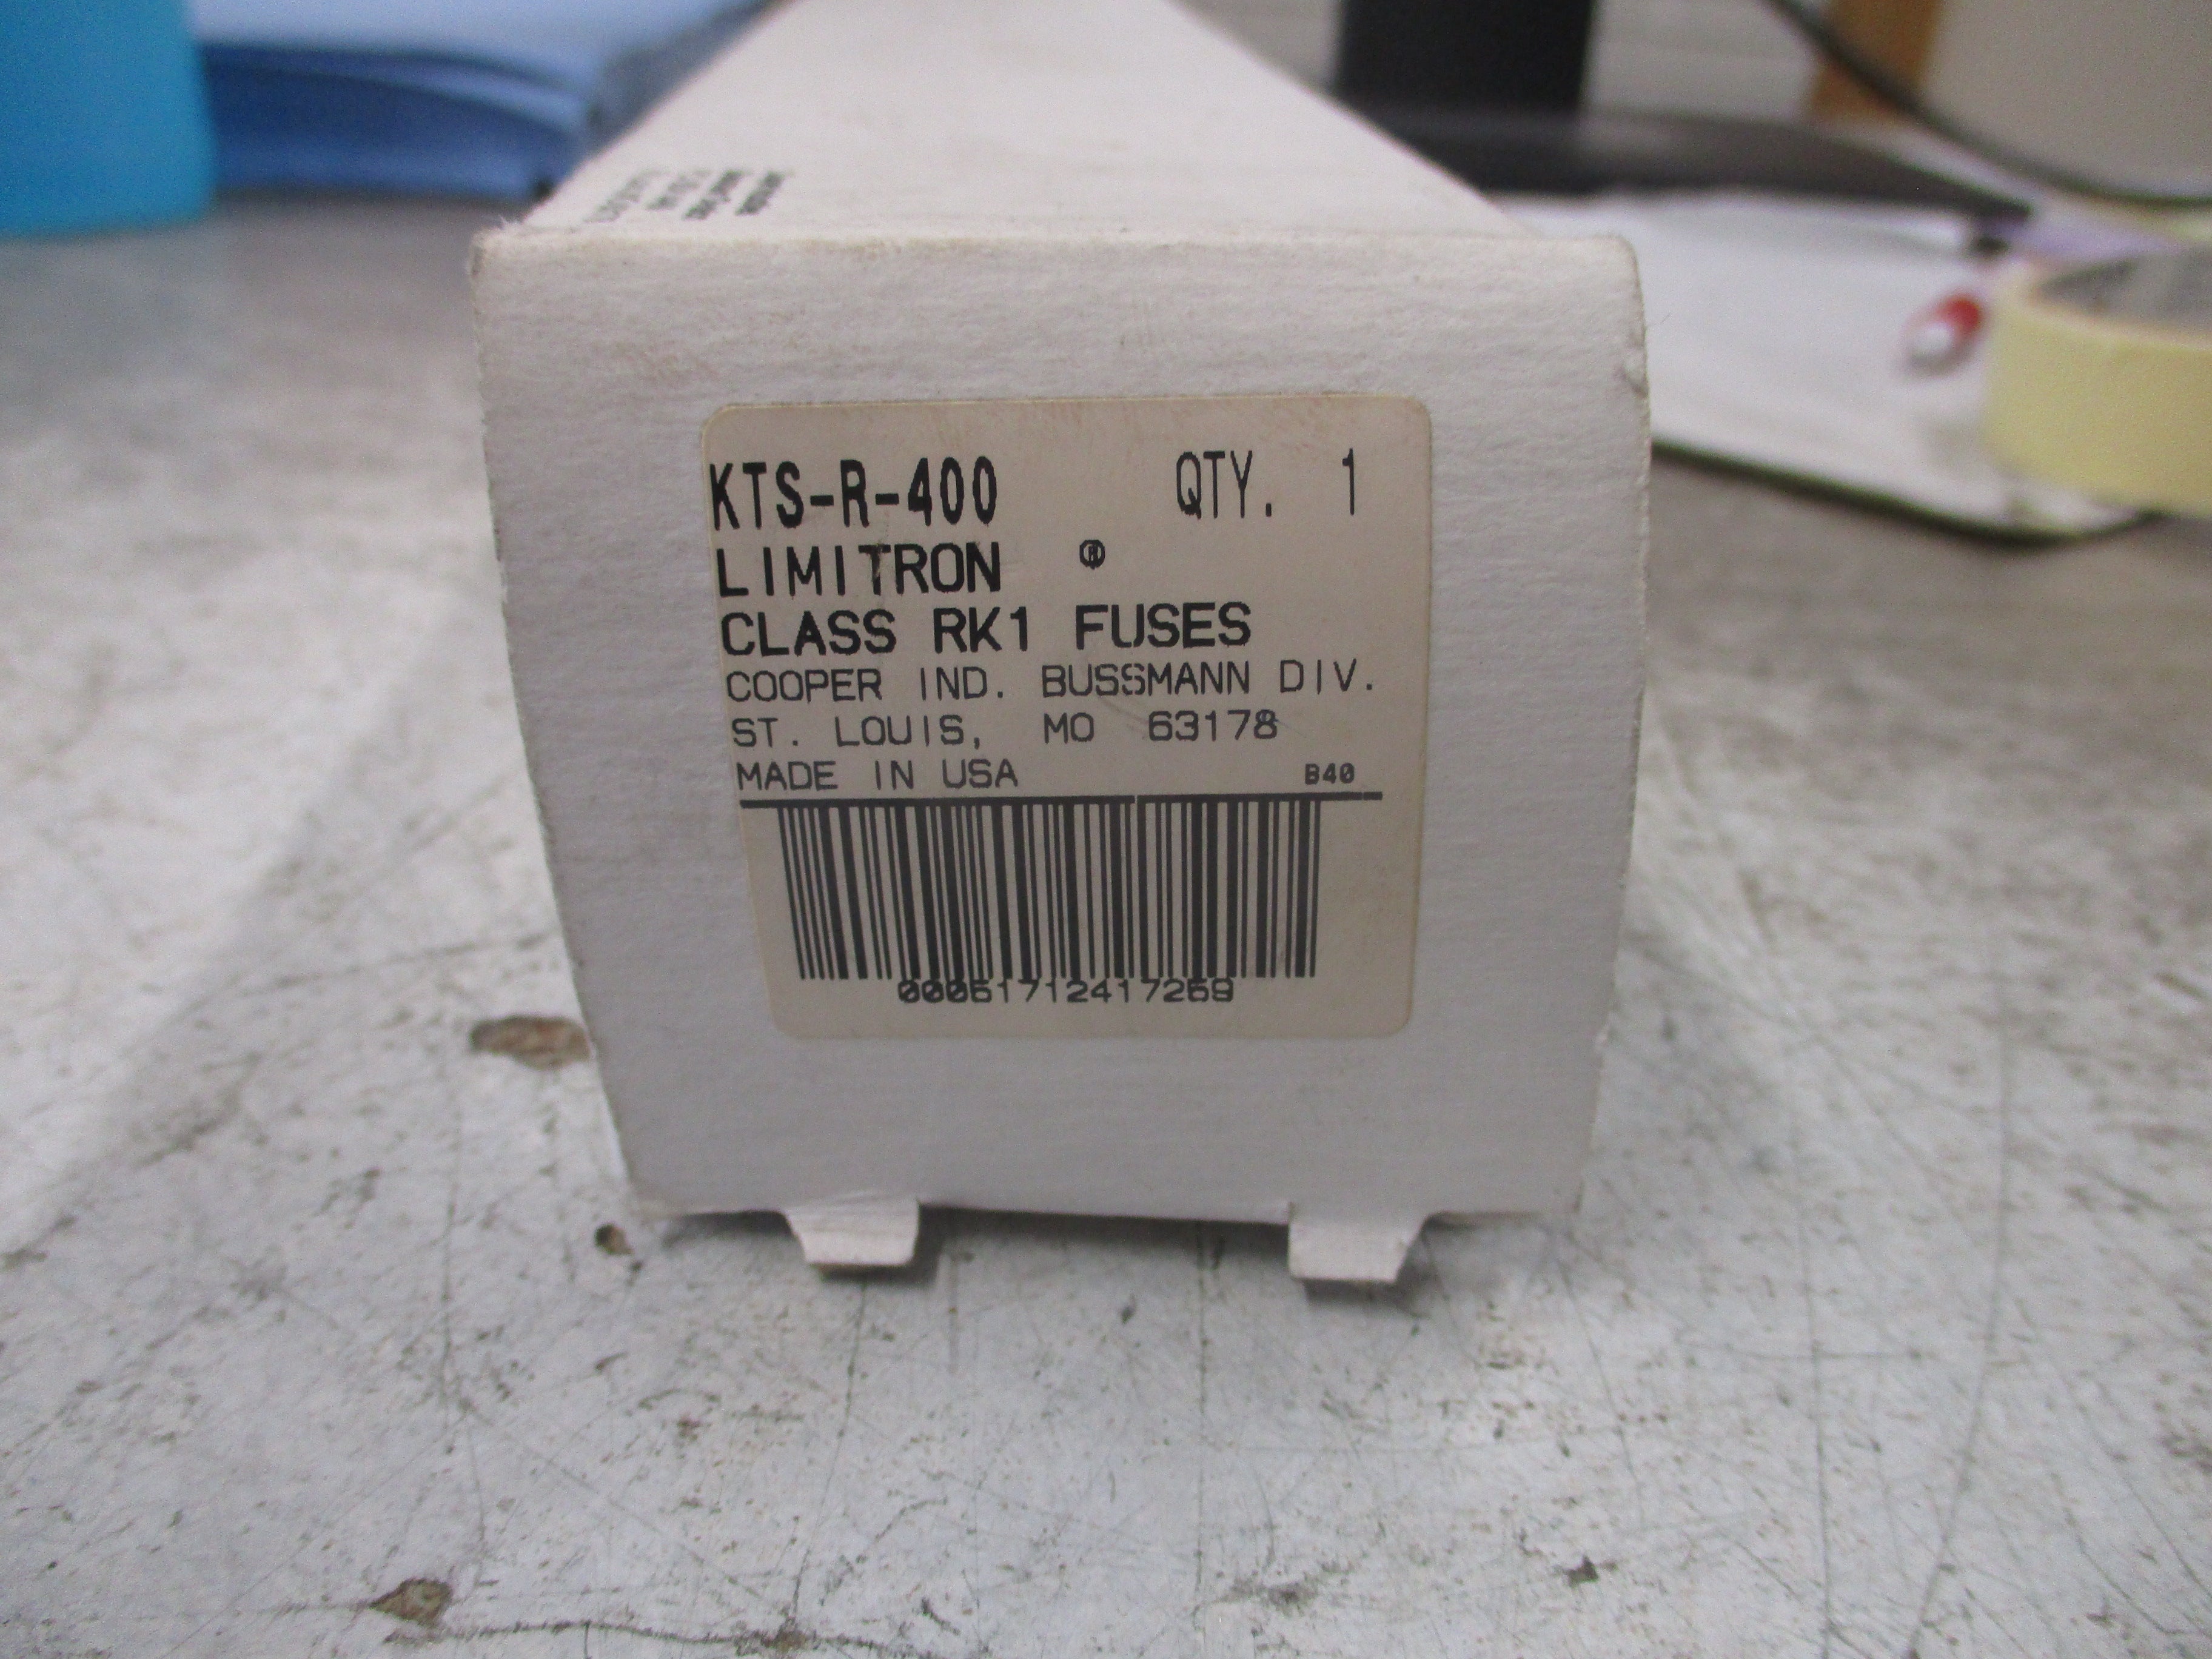 KTS-R-400 QTY. 1
LIMITRON ®
CLASS RK1 FUSES
COOPER IND. BUSSMANN DIV.
ST. LOUIS, MO 63178
MADE IN USA B40
00051712417259